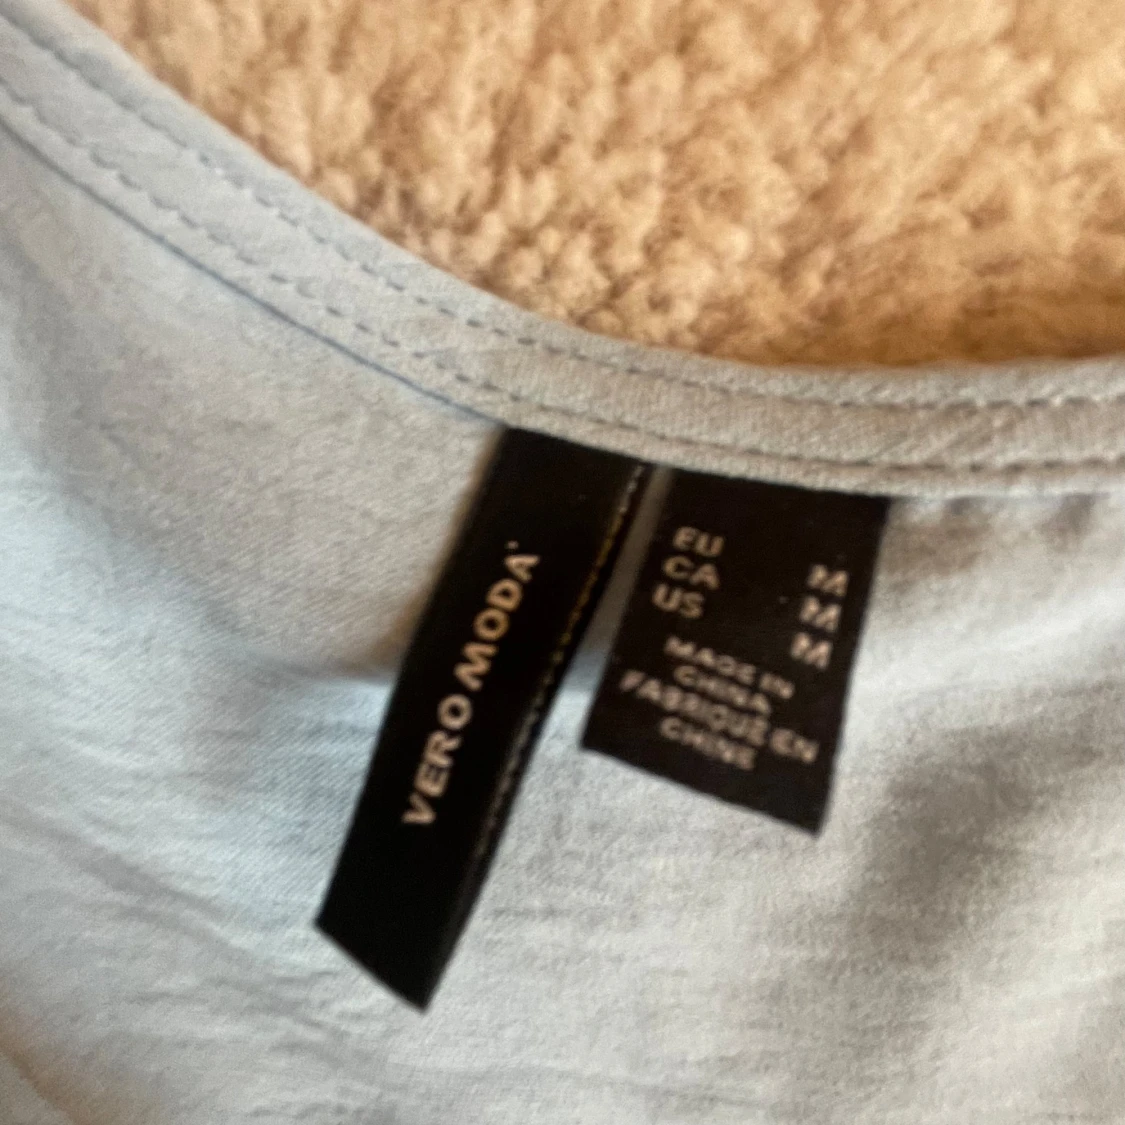 VERO MODA
EU M
CA M
US M
MADE IN
CHINA
FABRIQUÉ EN
CHINE